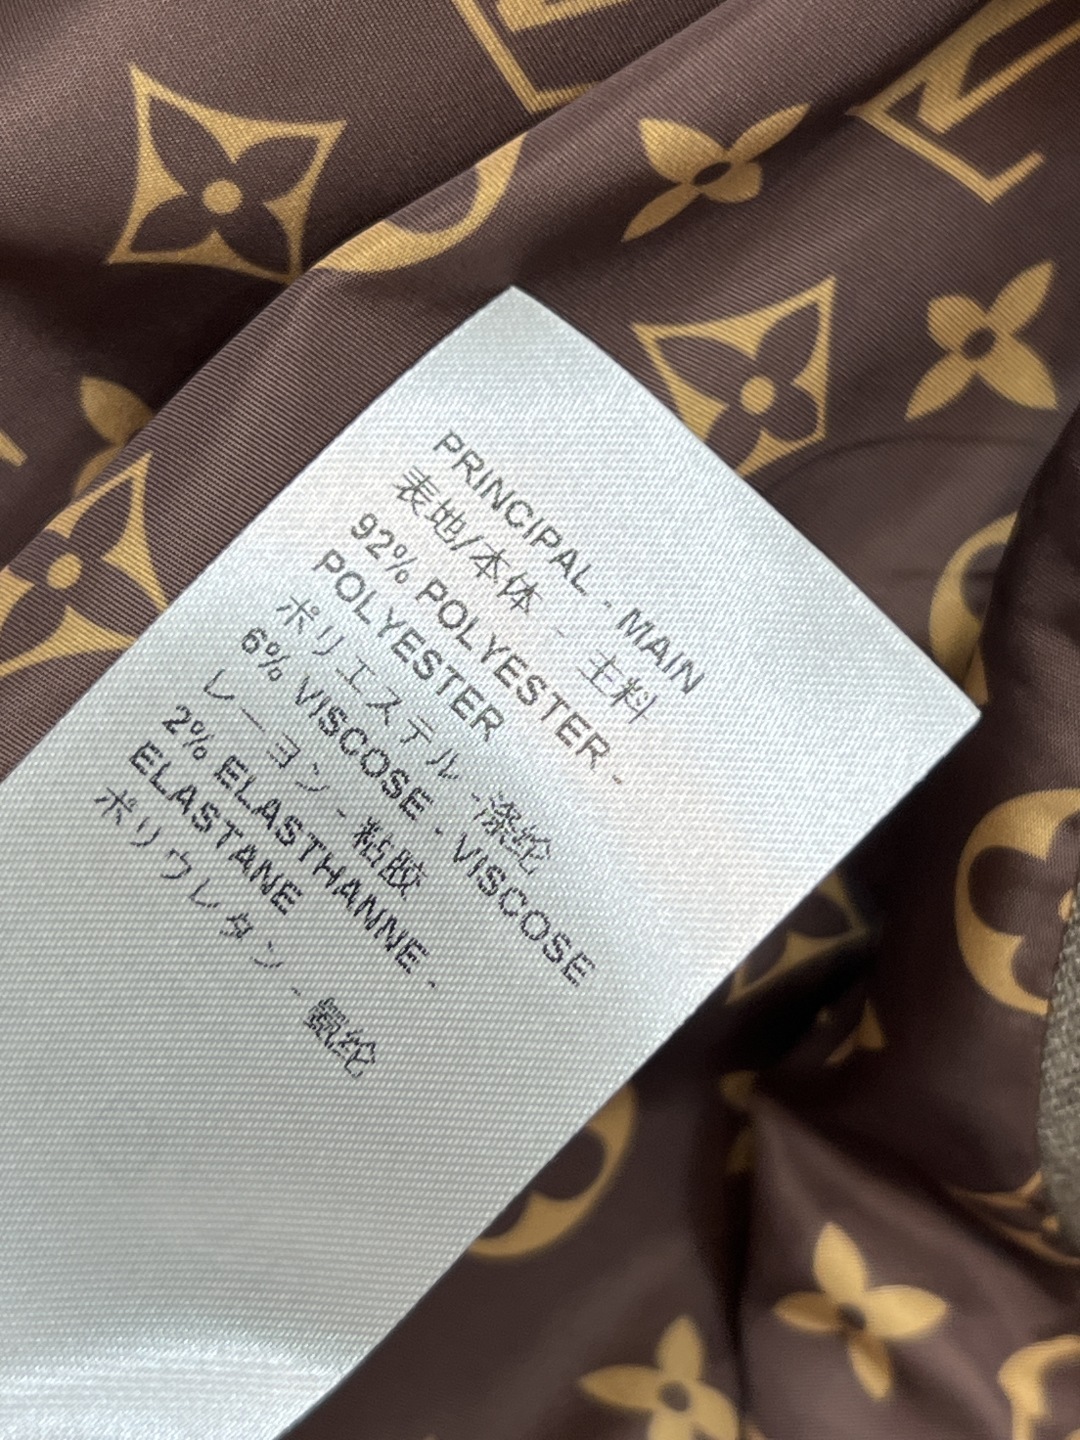 PRINCIPAL - MAIN
表地/本体 - 主料
92% POLYESTER -
POLYESTER
ポリエステル - 涤纶
6% VISCOSE - VISCOSE
レーヨン - 粘胶
2% ELASTHANNE -
ELASTANE
ポリウレタン - 氨纶